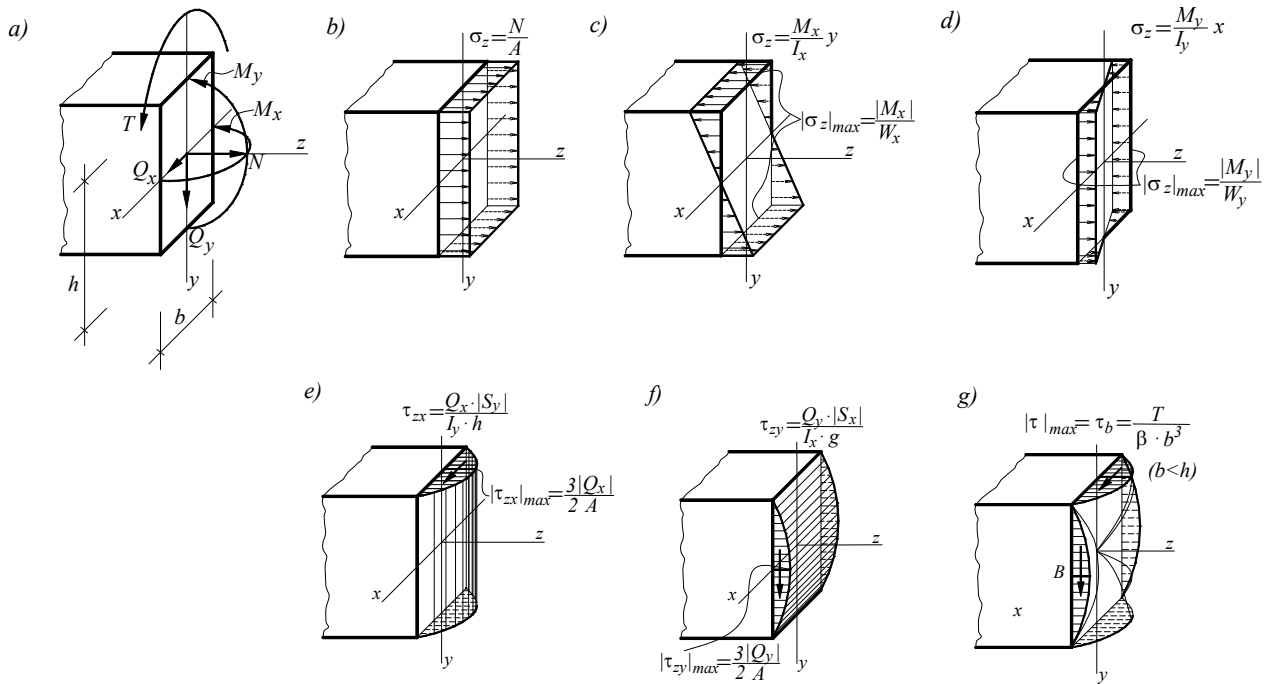 a)
M_y
T
M_x
z
Q_x
N
x
Q_y
y
h
b
b)
σ_z = N/A
z
x
y
c)
σ_z = M_x/I_x y
|σ_z|_max = |M_x|/W_x
z
x
y
d)
σ_z = M_y/I_y x
z
|σ_z|_max = |M_y|/W_y
x
y
e)
τ_zx = Q_x · |S_y|/I_y · h
|τ_zx|_max = 3/2 |Q_x|/A
z
x
y
f)
τ_zy = Q_y · |S_x|/I_x · g
z
x
|τ_zy|_max = 3/2 |Q_y|/A
y
g)
|τ|_max = τ_b = T/β · b³
(b<h)
z
B
x
y